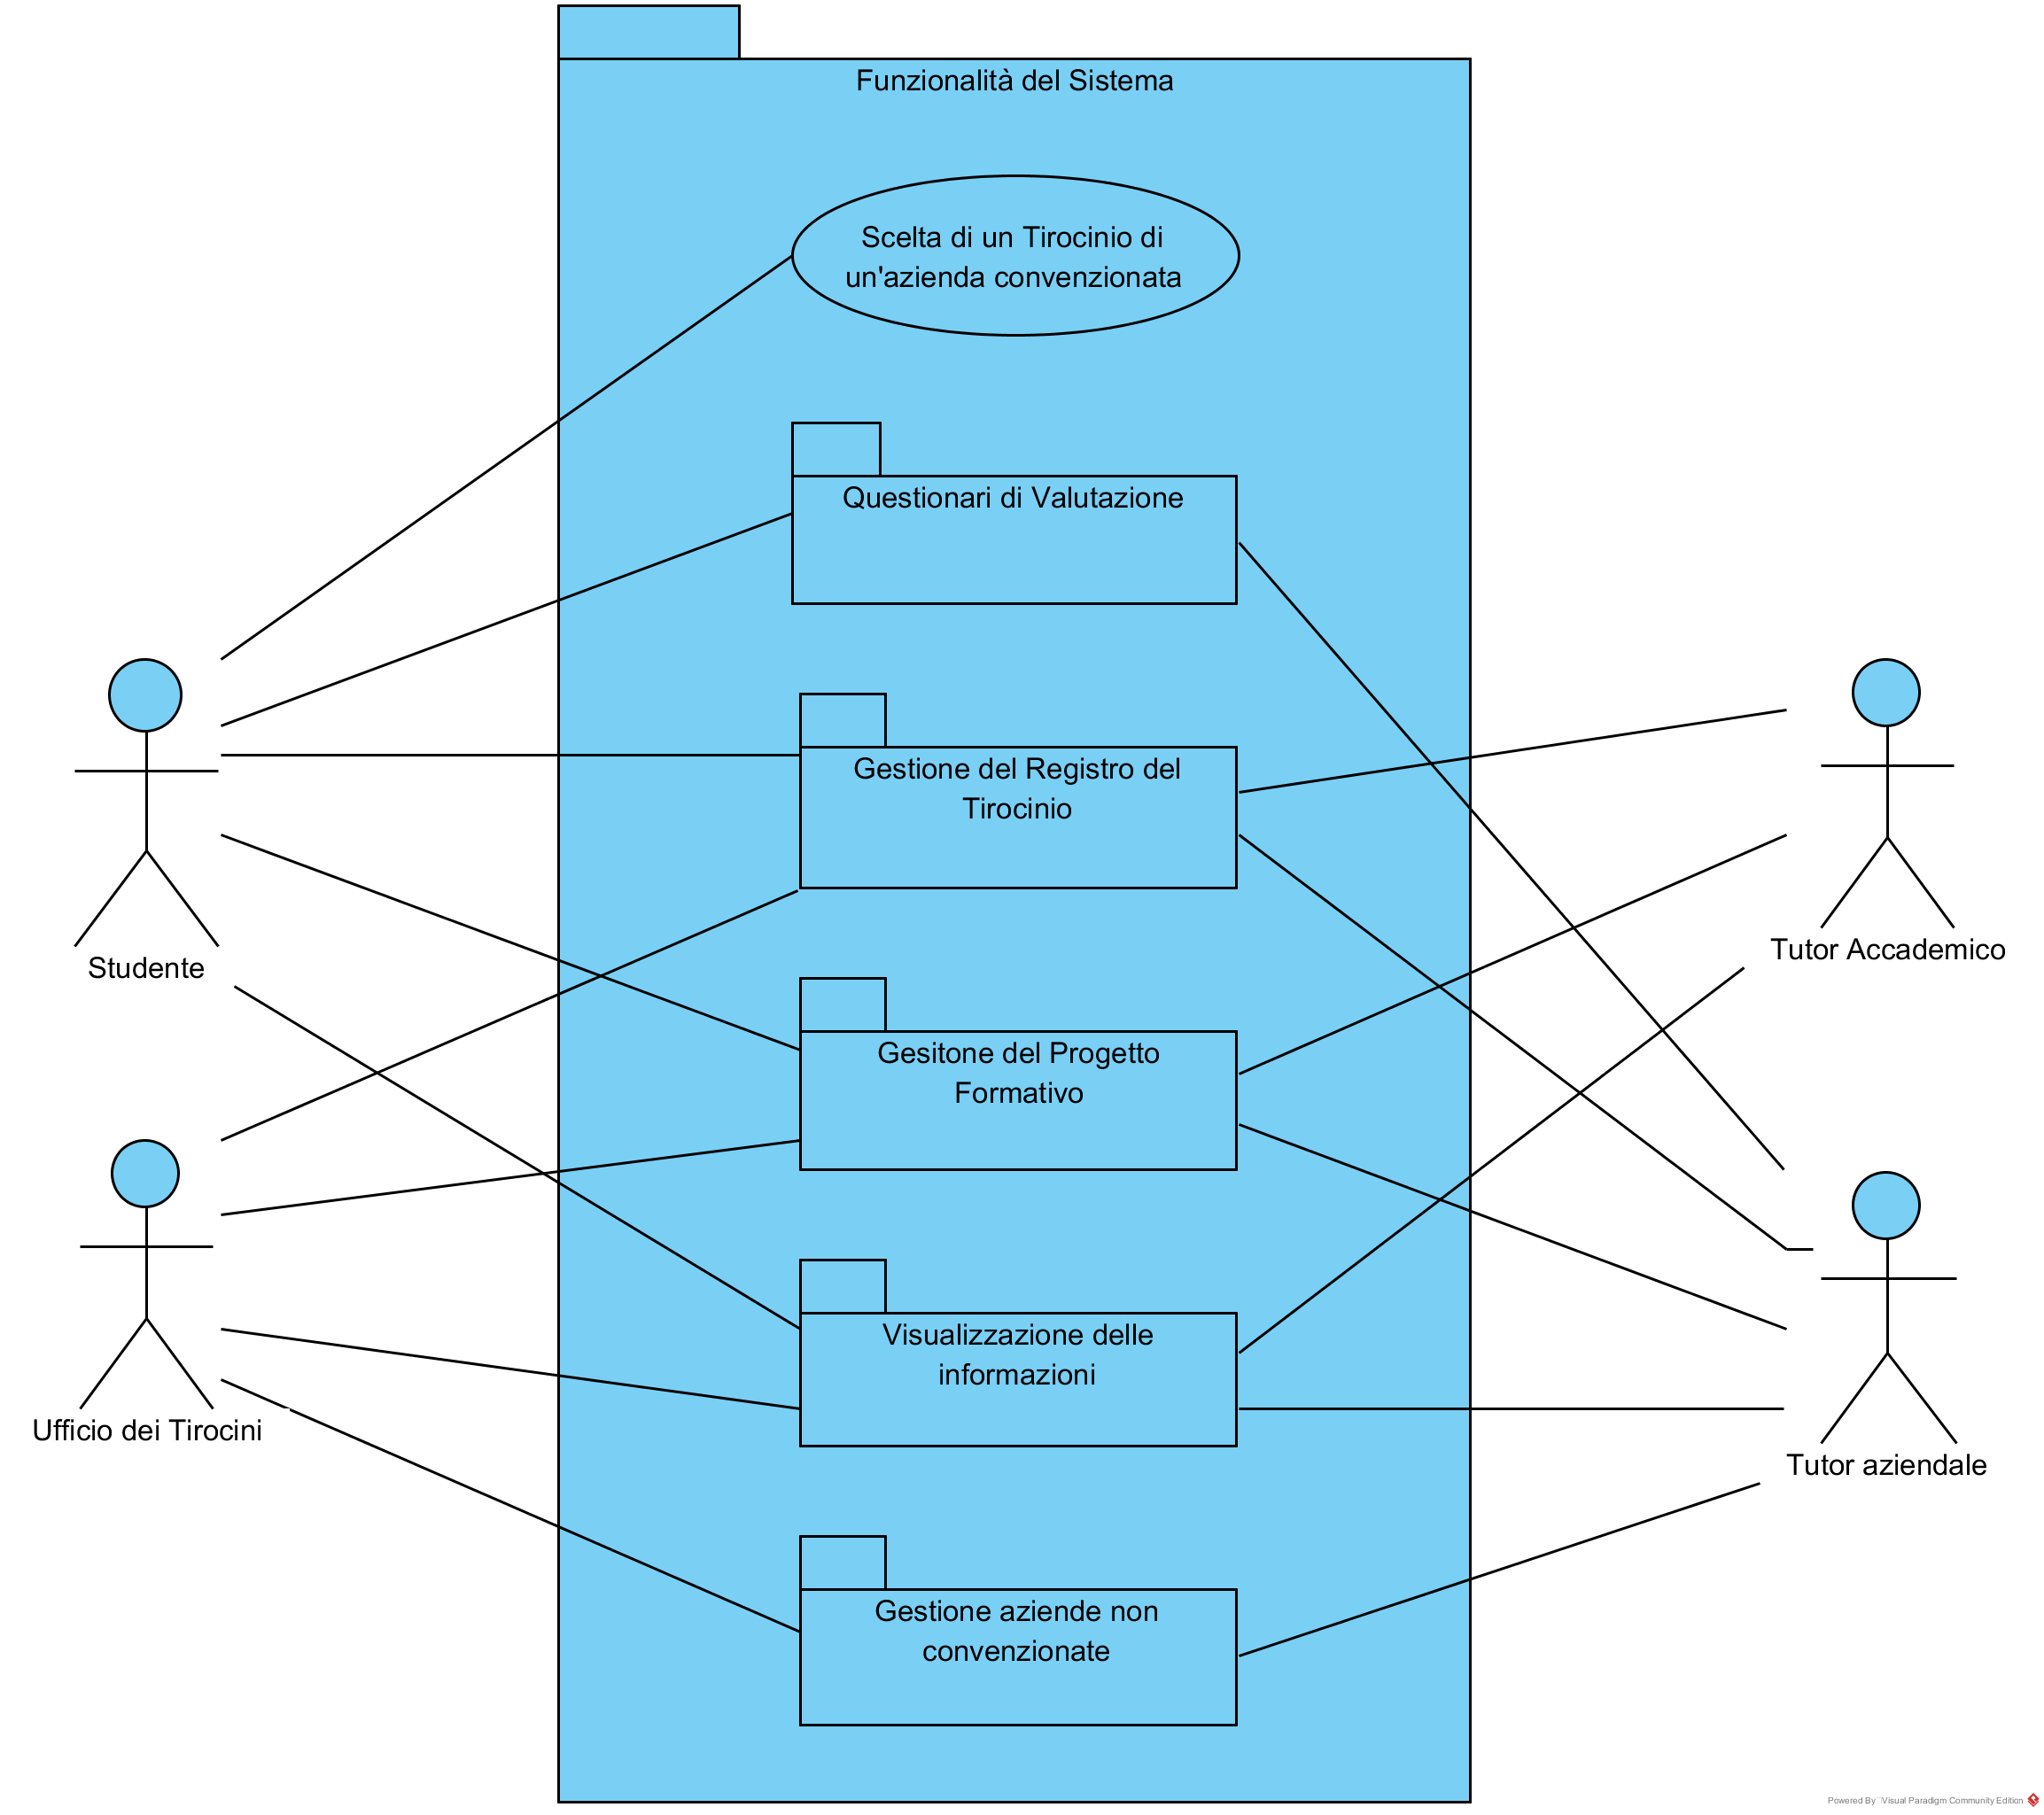 Funzionalità del Sistema
Scelta di un Tirocinio di
un'azienda convenzionata
Questionari di Valutazione
Gestione del Registro del
Tirocinio
Studente
Tutor Accademico
Gesitone del Progetto
Formativo
Visualizzazione delle
informazioni
Ufficio dei Tirocini
Tutor aziendale
Gestione aziende non
convenzionate
Powered By Visual Paradigm Community Edition